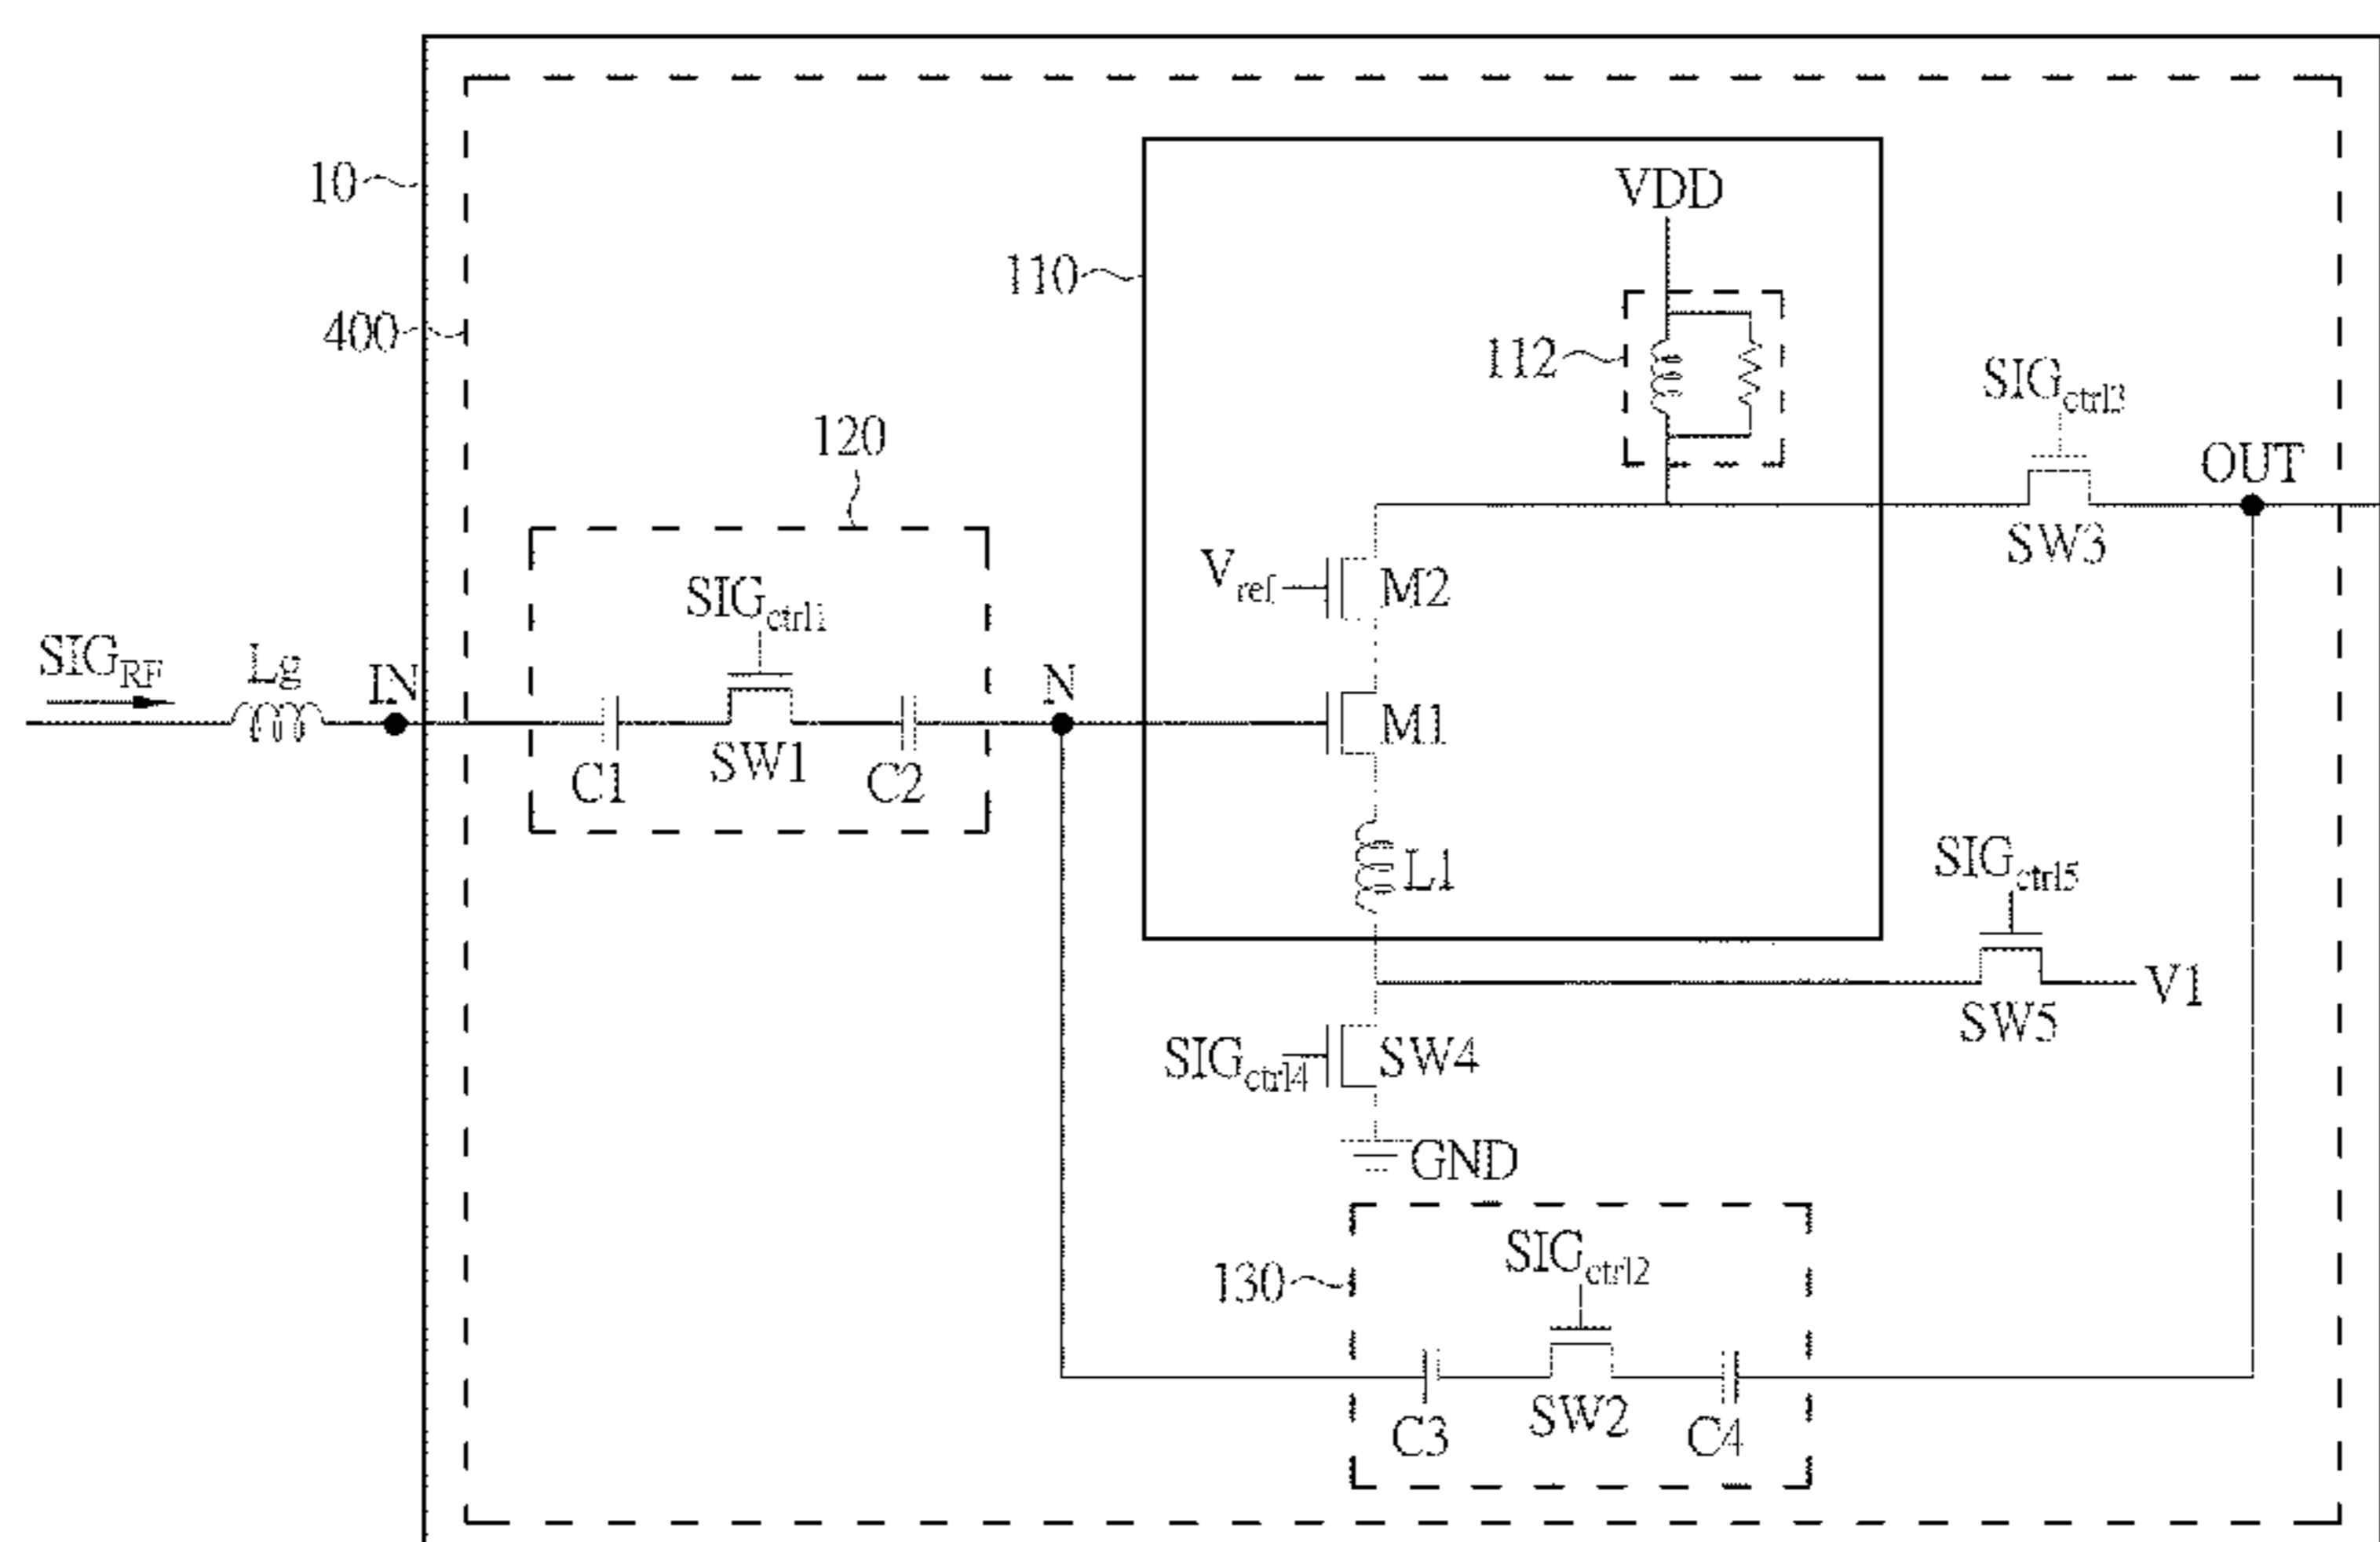 10
400
110
VDD
112
SIGctrl3
OUT
SW3
120
SIGctrl1
Vref
M2
SIGRF
Lg
IN
N
M1
C1
SW1
C2
L1
SIGctrl5
V1
SW5
SIGctrl4
SW4
GND
130
SIGctrl2
C3
SW2
C4